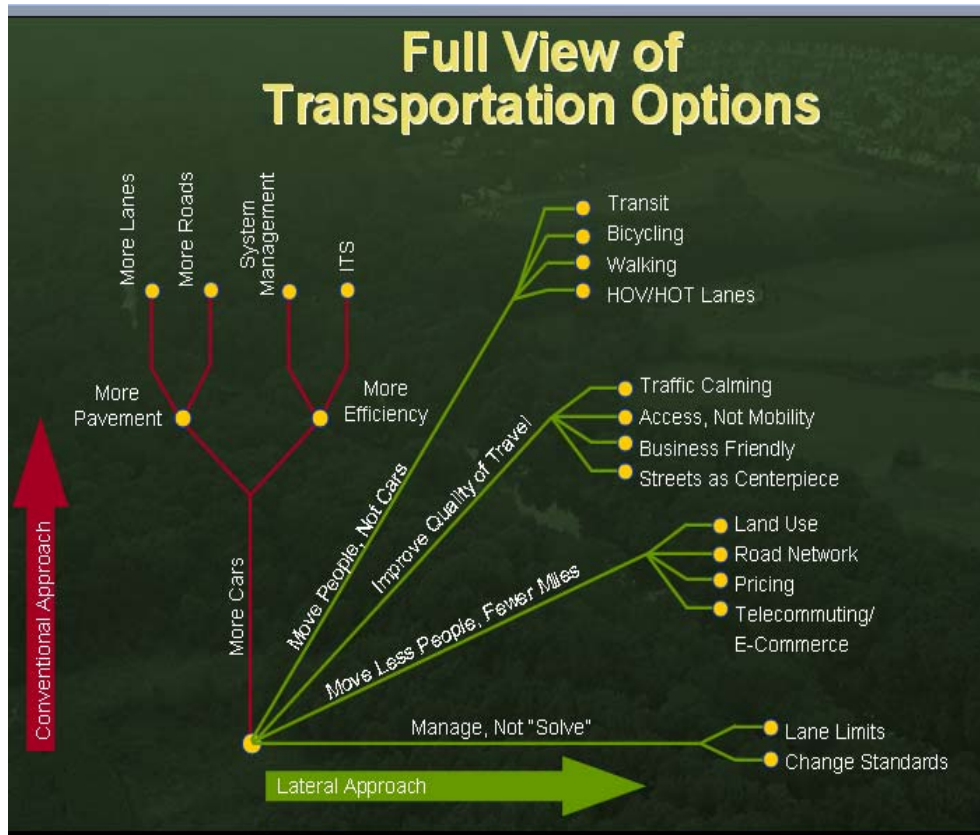 Full View of
Transportation Options
More Lanes
More Roads
System
Management
ITS
More
Pavement
More
Efficiency
More Cars
Conventional Approach
Move People, Not Cars
Transit
Bicycling
Walking
HOV/HOT Lanes
Improve Quality of Travel
Traffic Calming
Access, Not Mobility
Business Friendly
Streets as Centerpiece
Move Less People, Fewer Miles
Land Use
Road Network
Pricing
Telecommuting/
E-Commerce
Manage, Not "Solve"
Lane Limits
Change Standards
Lateral Approach